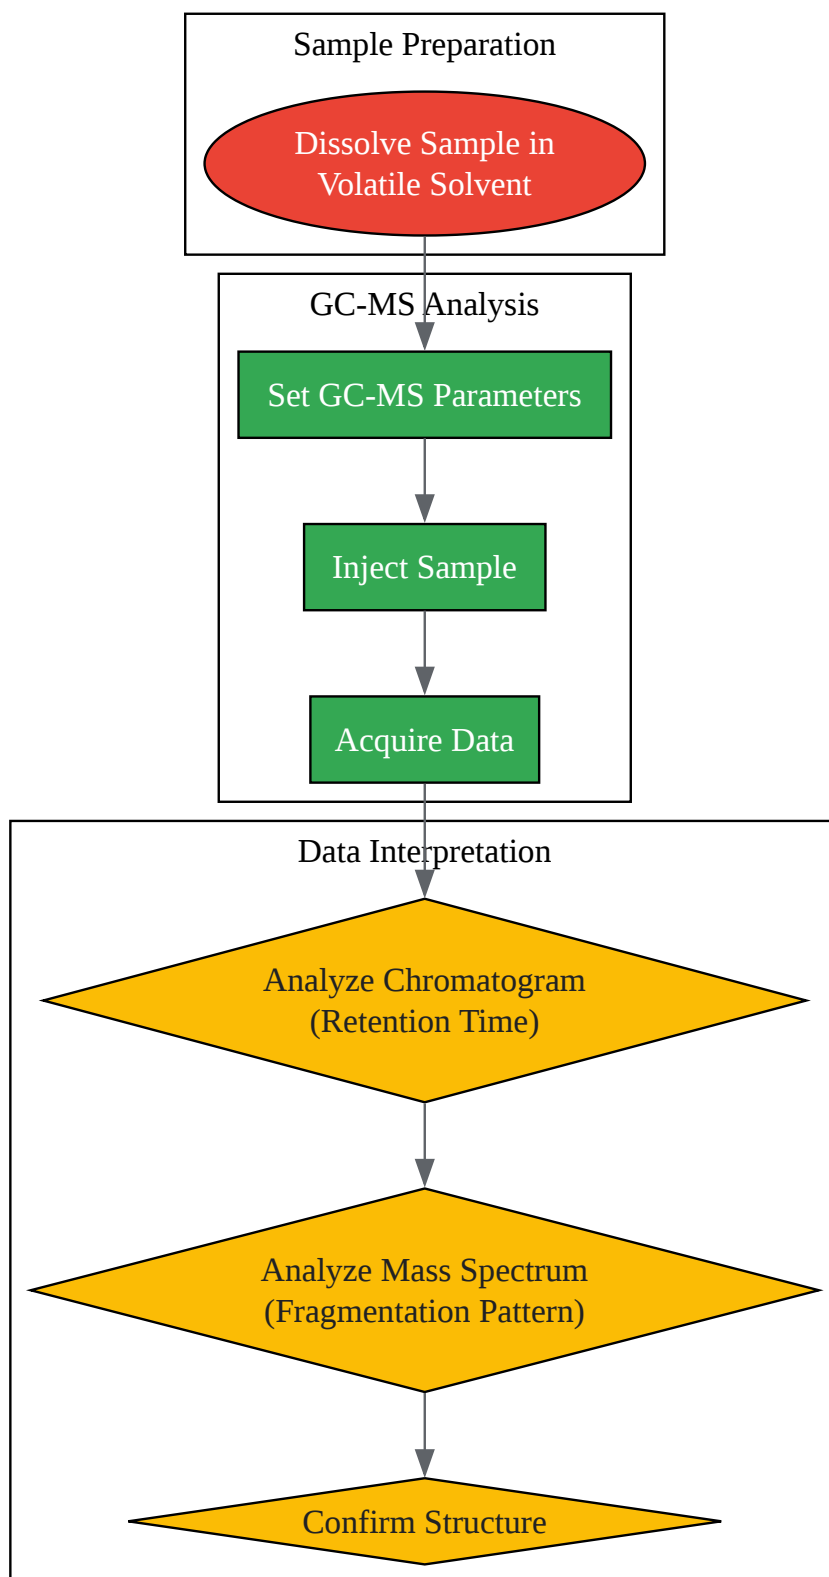 Sample Preparation
Dissolve Sample in
Volatile Solvent
GC-MS Analysis
Set GC-MS Parameters
Inject Sample
Acquire Data
Data Interpretation
Analyze Chromatogram
(Retention Time)
Analyze Mass Spectrum
(Fragmentation Pattern)
Confirm Structure